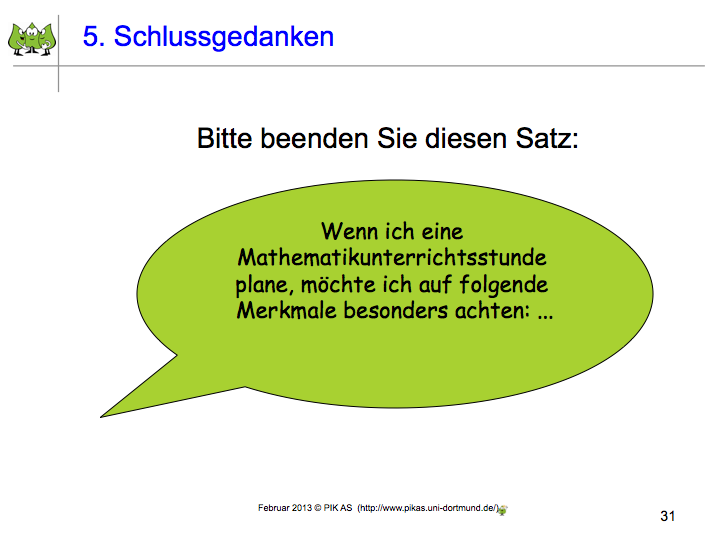 5. Schlussgedanken
Bitte beenden Sie diesen Satz:
Wenn ich eine
Mathematikunterrichtsstunde
plane, möchte ich auf folgende
Merkmale besonders achten: ...
Februar 2013 © PIK AS (http://www.pikas.uni-dortmund.de/)
31